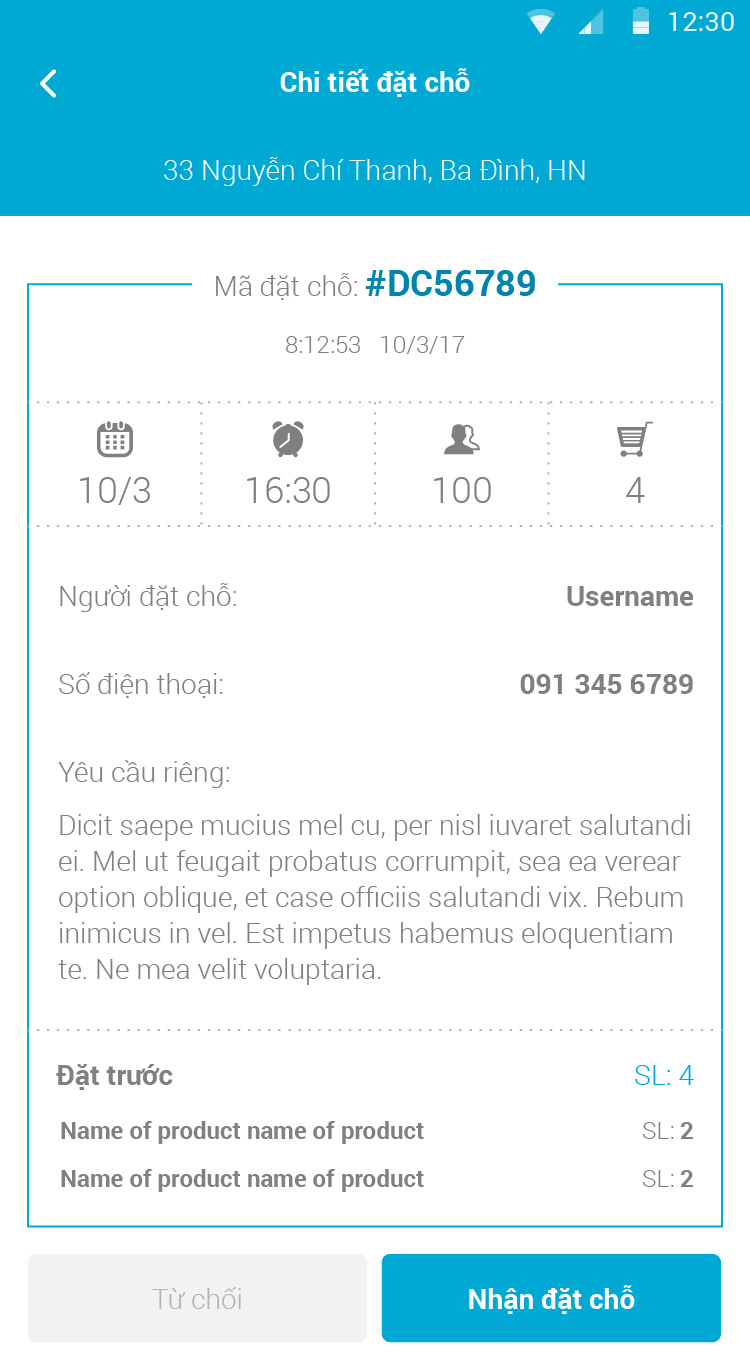 12:30
Chi tiết đặt chỗ
33 Nguyễn Chí Thanh, Ba Đình, HN
Mã đặt chỗ: #DC56789
8:12:53 10/3/17
10/3 16:30 100 4
Người đặt chỗ: Username
Số điện thoại: 091 345 6789
Yêu cầu riêng:
Dicit saepe mucius mel cu, per nisl iuvaret salutandi
ei. Mel ut feugait probatus corrumpit, sea ea verear
option oblique, et case officiis salutandi vix. Rebum
inimicus in vel. Est impetus habemus eloquentiam
te. Ne mea velit voluptaria.
Đặt trước SL: 4
Name of product name of product SL: 2
Name of product name of product SL: 2
Từ chối Nhận đặt chỗ